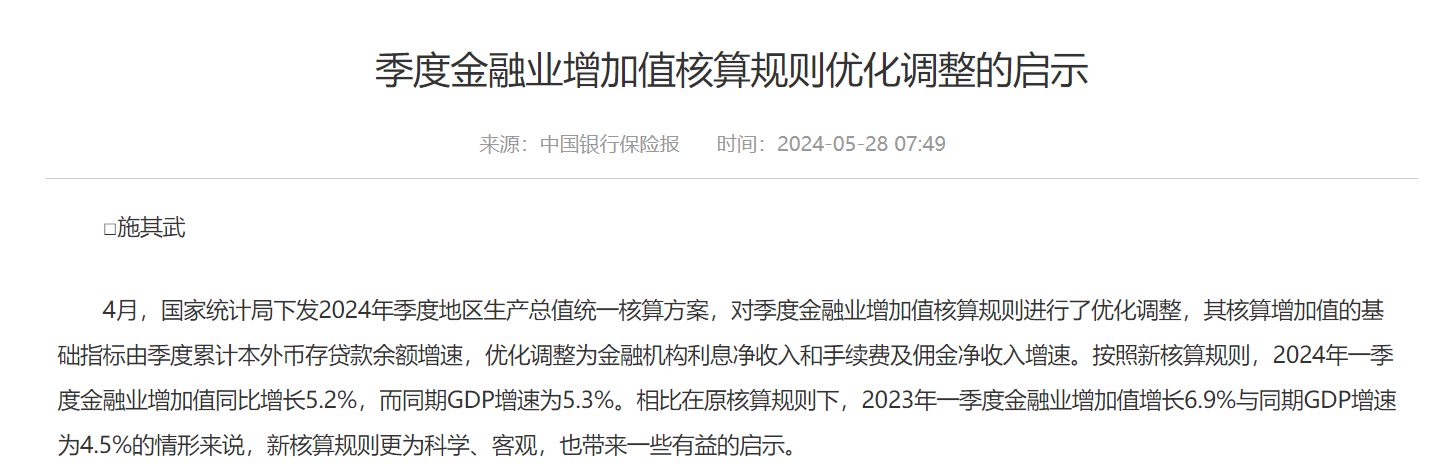 季度金融业增加值核算规则优化调整的启示
来源：中国银行保险报 时间：2024-05-28 07:49
□施其武
4月，国家统计局下发2024年季度地区生产总值统一核算方案，对季度金融业增加值核算规则进行了优化调整，其核算增加值的基
础指标由季度累计本外币存贷款余额增速，优化调整为金融机构利息净收入和手续费及佣金净收入增速。按照新核算规则，2024年一季
度金融业增加值同比增长5.2%，而同期GDP增速为5.3%。相比在原核算规则下，2023年一季度金融业增加值增长6.9%与同期GDP增速
为4.5%的情形来说，新核算规则更为科学、客观，也带来一些有益的启示。